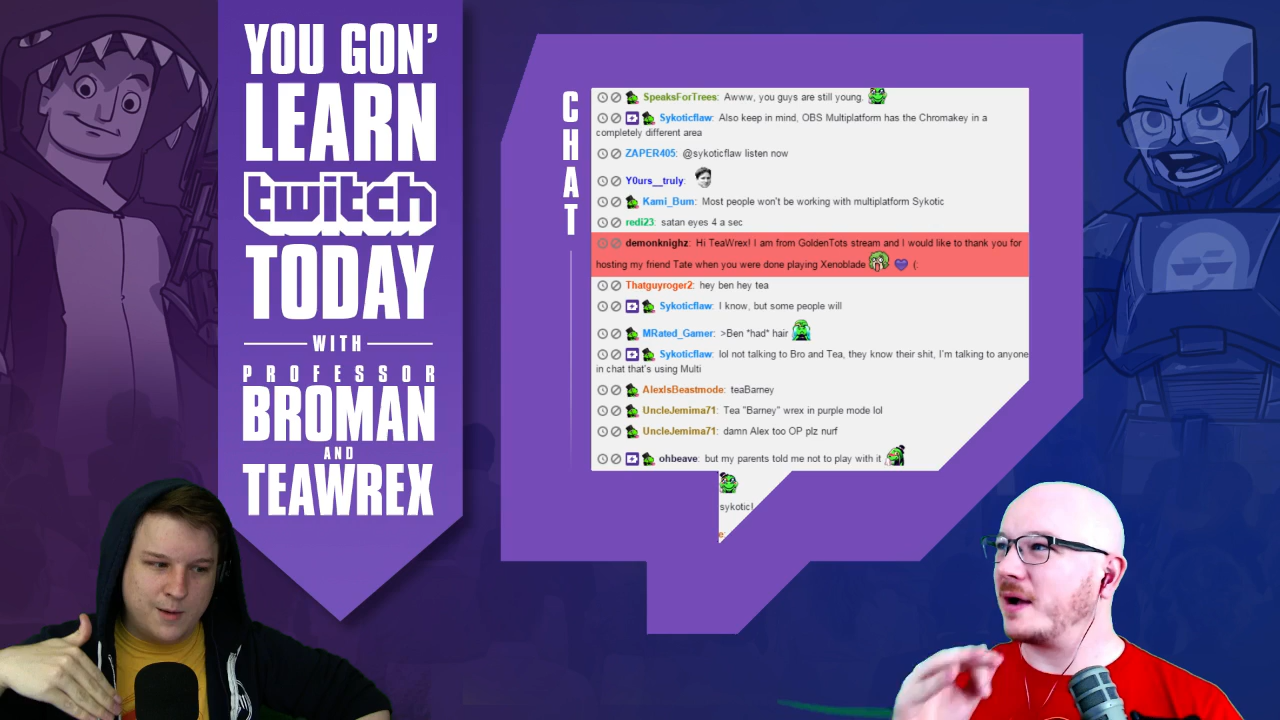 YOU GON'
LEARN
twitch
TODAY
WITH
PROFESSOR
BROMAN
AND
TEAWREX
CHAT
SpeaksForTrees: Awww, you guys are still young.
Sykoticflaw: Also keep in mind, OBS Multiplatform has the Chromakey in a
completely different area
ZAPER405: @sykoticflaw listen now
Y0urs__truly:
Kami_Bum: Most people won't be working with multiplatform Sykotic
redi23: satan eyes 4 a sec
demonknighz: Hi TeaWrex! I am from GoldenTots stream and I would like to thank you for
hosting my friend Tate when you were done playing Xenoblade (:
Thatguyroger2: hey ben hey tea
Sykoticflaw: I know, but some people will
MRated_Gamer: >Ben *had* hair
Sykoticflaw: lol not talking to Bro and Tea, they know their shit, I'm talking to anyone
in chat that's using Multi
AlexIsBeastmode: teaBarney
UncleJemima71: Tea "Barney" wrex in purple mode lol
UncleJemima71: damn Alex too OP plz nurf
ohbeave: but my parents told me not to play with it
sykotic!